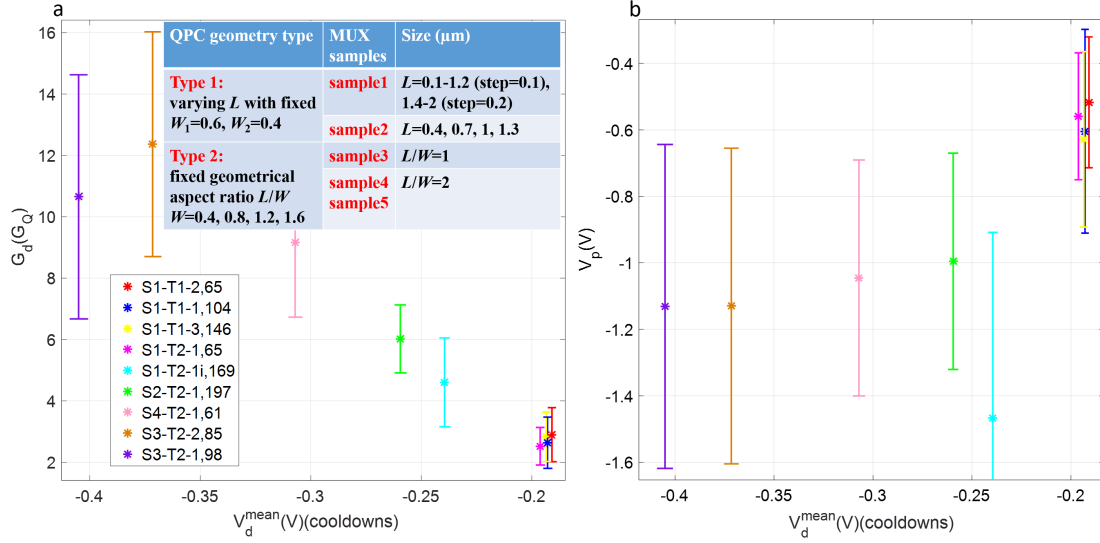 a
G_d(G_Q)
16
14
12
10
8
6
4
2
QPC geometry type
MUX samples
Size (µm)
Type 1:
varying L with fixed
W₁=0.6, W₂=0.4
sample1
L=0.1-1.2 (step=0.1),
1.4-2 (step=0.2)
sample2
L=0.4, 0.7, 1, 1.3
Type 2:
fixed geometrical
aspect ratio L/W
W=0.4, 0.8, 1.2, 1.6
sample3
L/W=1
sample4
sample5
L/W=2
S1-T1-2,65
S1-T1-1,104
S1-T1-3,146
S1-T2-1,65
S1-T2-1i,169
S2-T2-1,197
S4-T2-1,61
S3-T2-2,85
S3-T2-1,98
-0.4
-0.35
-0.3
-0.25
-0.2
V_d^mean(V)(cooldowns)
b
V_p(V)
-0.4
-0.6
-0.8
-1
-1.2
-1.4
-1.6
-0.4
-0.35
-0.3
-0.25
-0.2
V_d^mean(V)(cooldowns)